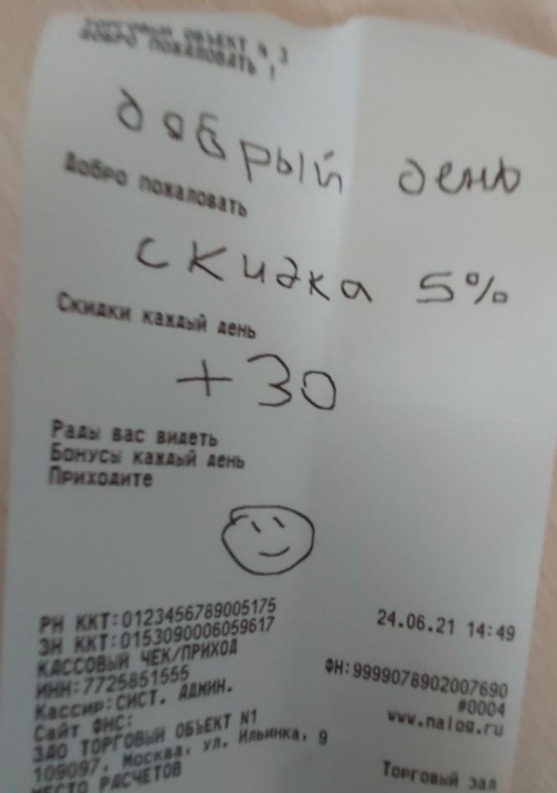 ТОРГОВЫЙ ОБЪЕКТ N 3
ДОБРО ПОЖАЛОВАТЬ !
добрый день
Добро пожаловать
скидка 5%
Скидки каждый день
+30
Рады вас видеть
Бонусы каждый день
Приходите
РН ККТ:0123456789005175 24.06.21 14:49
ЗН ККТ:0153090006059617
КАССОВЫЙ ЧЕК/ПРИХОД
ИНН:7725851555 ФН:9999078902007690
Кассир:СИСТ. АДМИН. #0004
Сайт ФНС: www.nalog.ru
ЗАО ТОРГОВЫЙ ОБЪЕКТ N1
109097, Москва, ул. Ильинка, 9
МЕСТО РАСЧЕТОВ Торговый зал